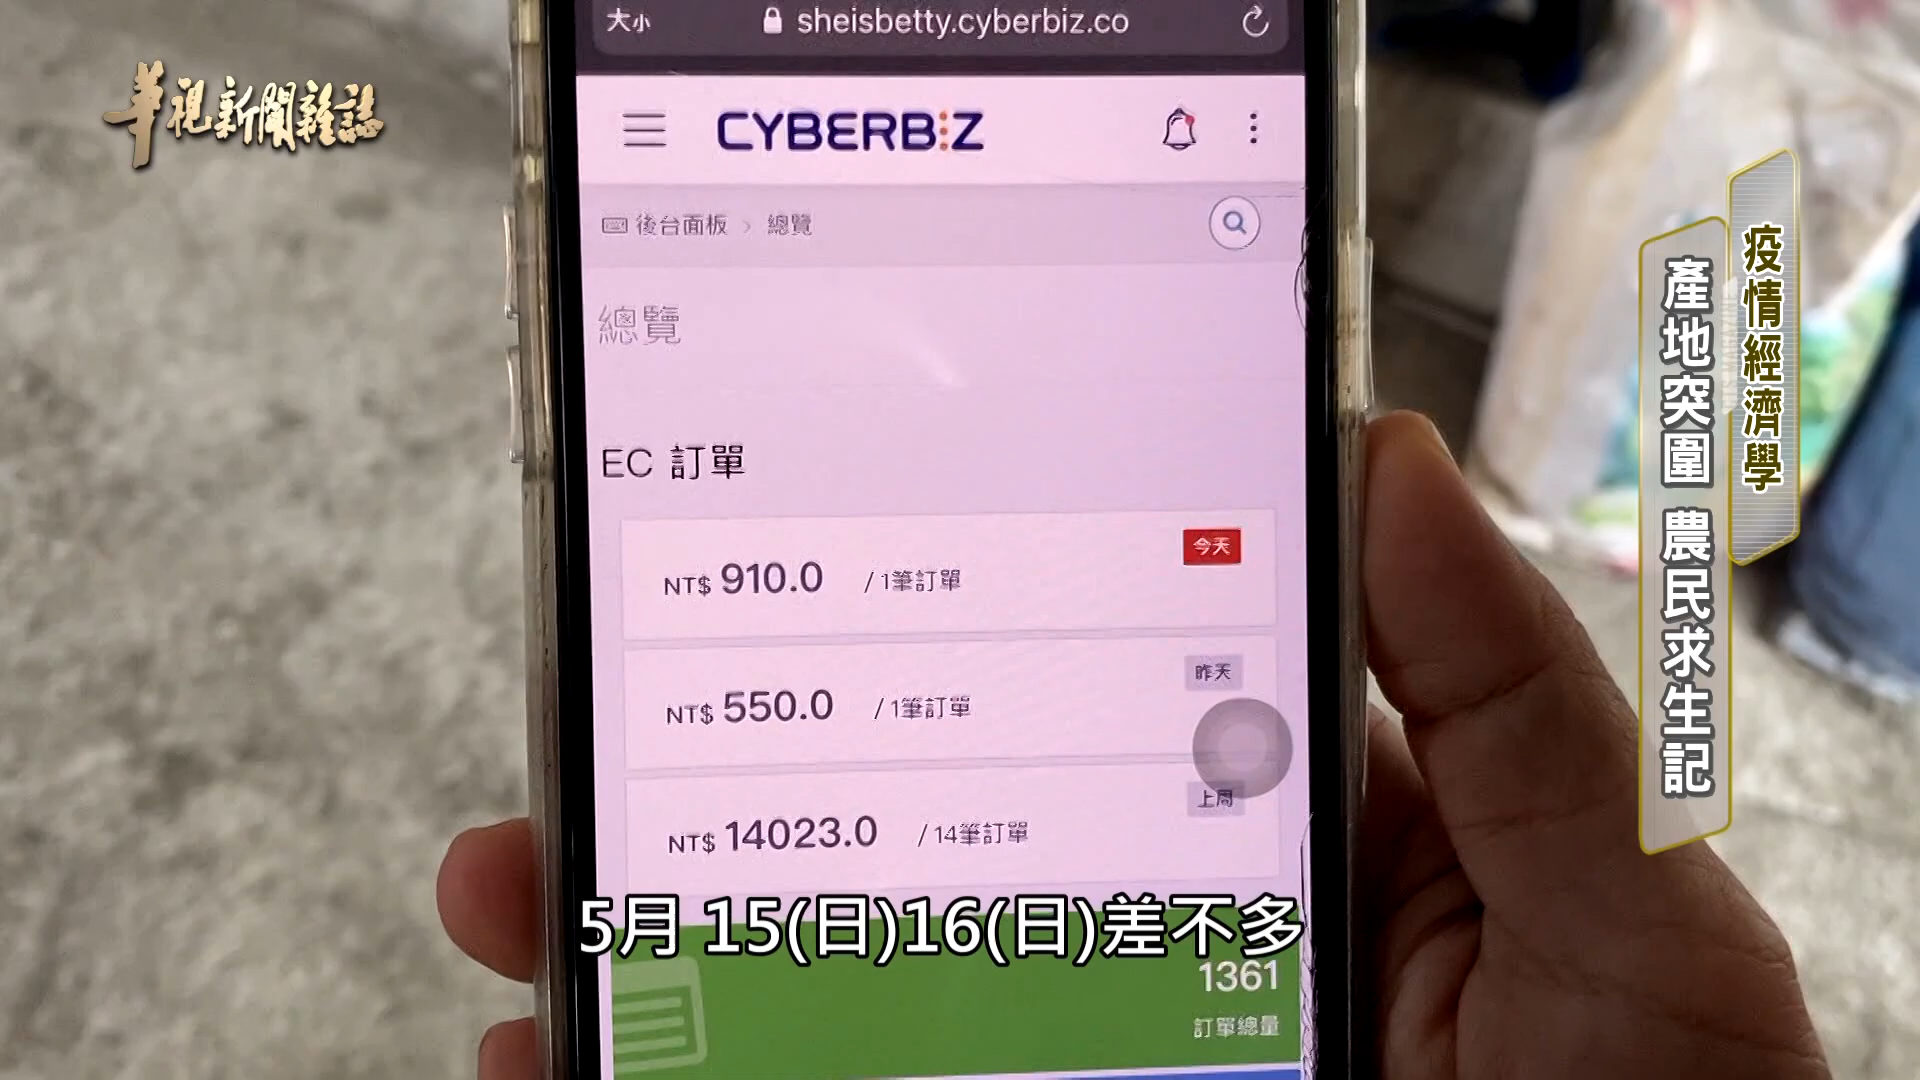 華視新聞雜誌
大小 sheisbetty.cyberbiz.co
CYBERBIZ
後台面板 › 總覽
總覽
EC 訂單
今天
NT$ 910.0 / 1筆訂單
昨天
NT$ 550.0 / 1筆訂單
上周
NT$ 14023.0 / 14筆訂單
1361
訂單總量
疫情經濟學
產地突圍 農民求生記
5月 15(日)16(日)差不多